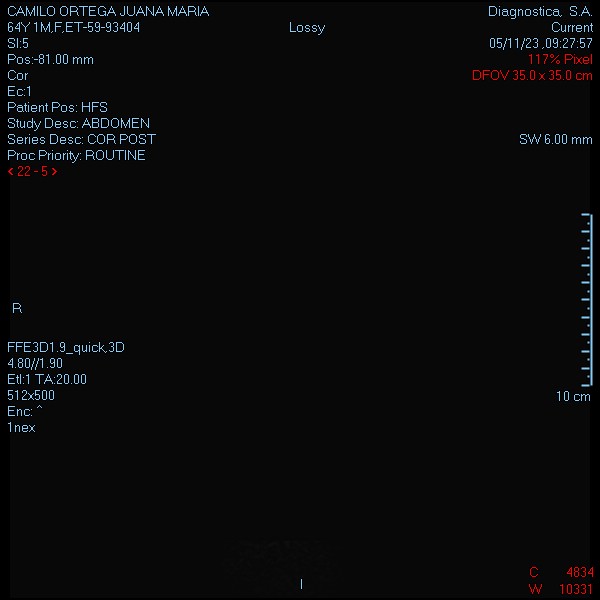 CAMILO ORTEGA JUANA MARIA
64Y 1M,F,ET-59-93404
Sl:5
Pos:-81.00 mm
Cor
Ec:1
Patient Pos: HFS
Study Desc: ABDOMEN
Series Desc: COR POST
Proc Priority: ROUTINE
< 22 - 5 >
Lossy
Diagnostica, S.A.
Current
05/11/23 ,09:27:57
117% Pixel
DFOV 35.0 x 35.0 cm
SW 6.00 mm
R
FFE3D1.9_quick,3D
4.80//1.90
Etl:1 TA:20.00
512x500
Enc: ^
1nex
10 cm
I
C 4834
W 10331